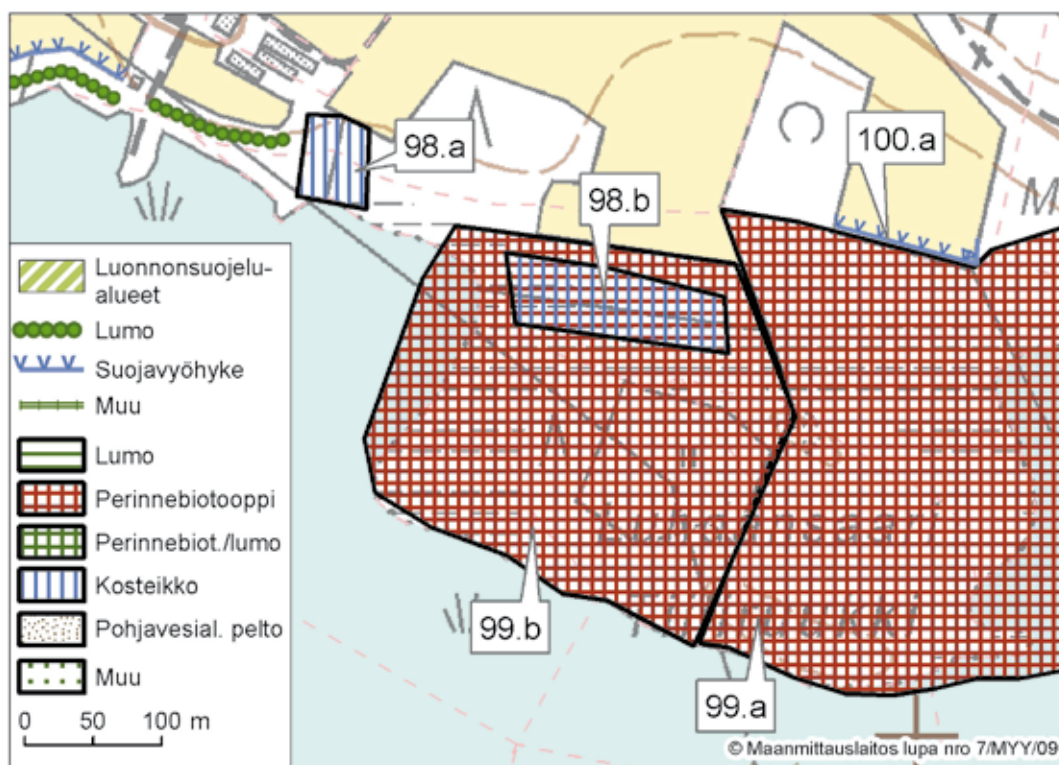 98.a
100.a
98.b
Luonnonsuojelu-
alueet
Lumo
Suojavyöhyke
Muu
Lumo
Perinnebiotooppi
Perinnebiot./lumo
Kosteikko
Pohjavesial. pelto
Muu
0 50 100 m
99.b
99.a
© Maanmittauslaitos lupa nro 7/MYY/09